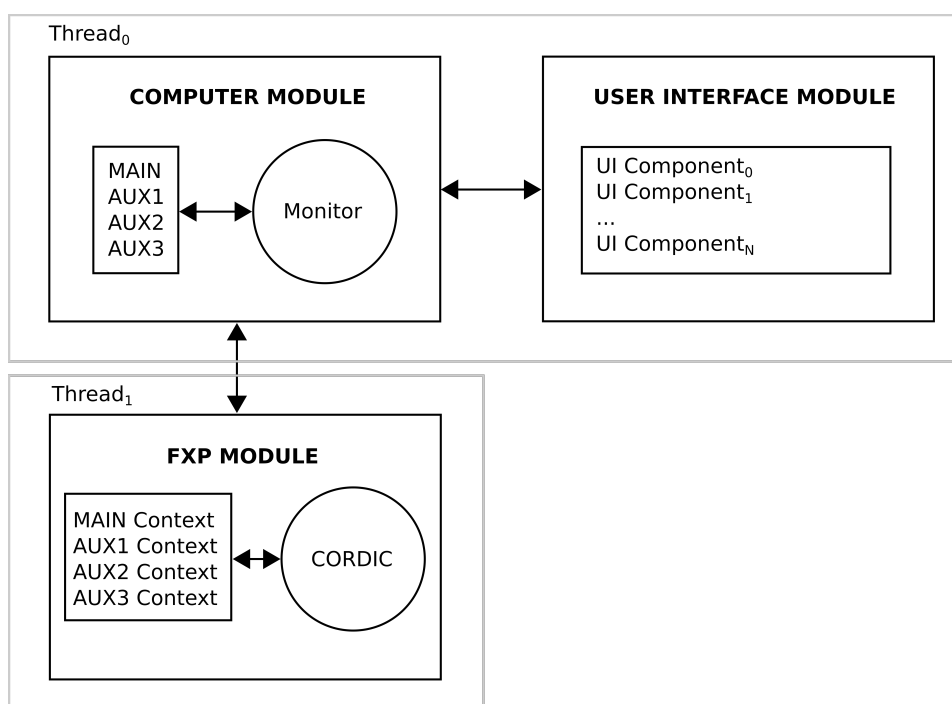 Thread₀
COMPUTER MODULE
MAIN
AUX1
AUX2
AUX3
Monitor
USER INTERFACE MODULE
UI Component₀
UI Component₁
...
UI Componentₙ
Thread₁
FXP MODULE
MAIN Context
AUX1 Context
AUX2 Context
AUX3 Context
CORDIC